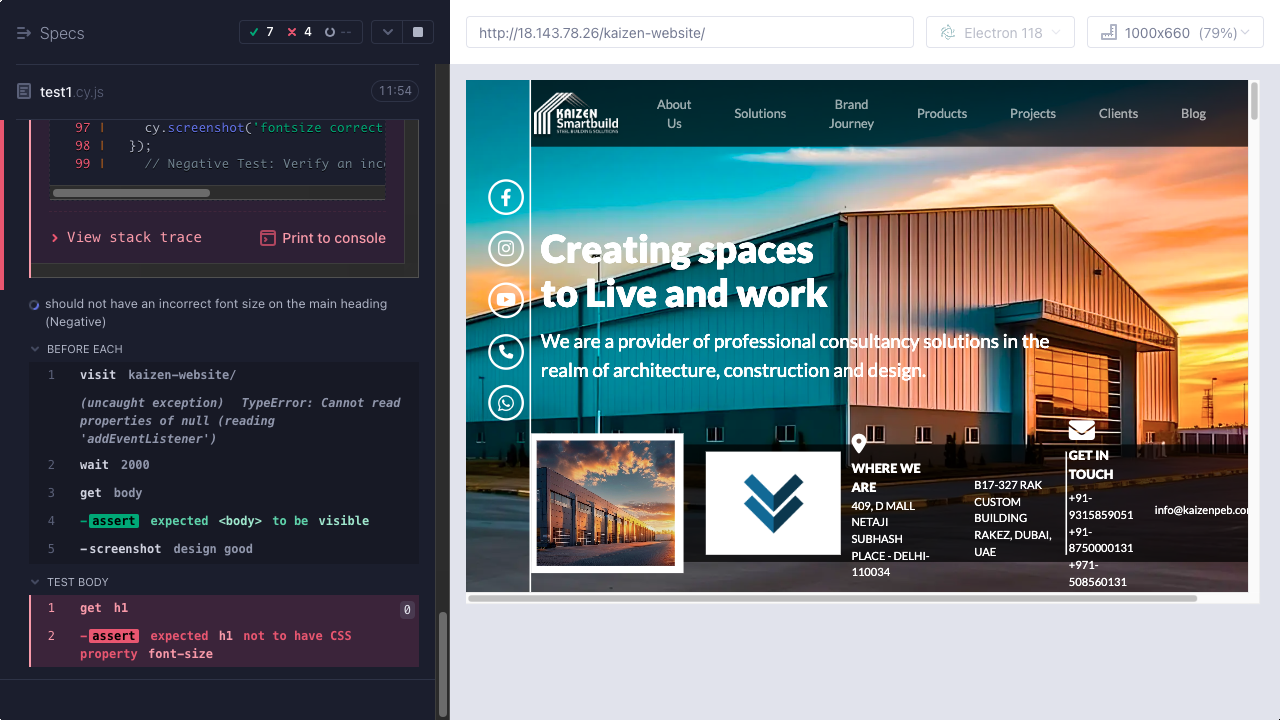 Specs
7
4
--
test1.cy.js
11:54
97 | cy.screenshot('fontsize correct
98 | });
99 | // Negative Test: Verify an inc
View stack trace
Print to console
should not have an incorrect font size on the main heading
(Negative)
BEFORE EACH
1 visit kaizen-website/
(uncaught exception) TypeError: Cannot read
properties of null (reading
'addEventListener')
2 wait 2000
3 get body
4 -assert expected <body> to be visible
5 -screenshot design good
TEST BODY
1 get h1
0
2 -assert expected h1 not to have CSS
property font-size
http://18.143.78.26/kaizen-website/
Electron 118
1000x660 (79%)
KAIZEN
Smartbuild
STEEL BUILDING & SOLUTIONS
About
Us
Solutions
Brand
Journey
Products
Projects
Clients
Blog
Creating spaces
to Live and work
We are a provider of professional consultancy solutions in the
realm of architecture, construction and design.
WHERE WE
ARE
409, D MALL
NETAJI
SUBHASH
PLACE - DELHI-
110034
B17-327 RAK
CUSTOM
BUILDING
RAKEZ, DUBAI,
UAE
GET IN
TOUCH
+91-
9315859051
+91-
8750000131
+971-
508560131
info@kaizenpeb.com